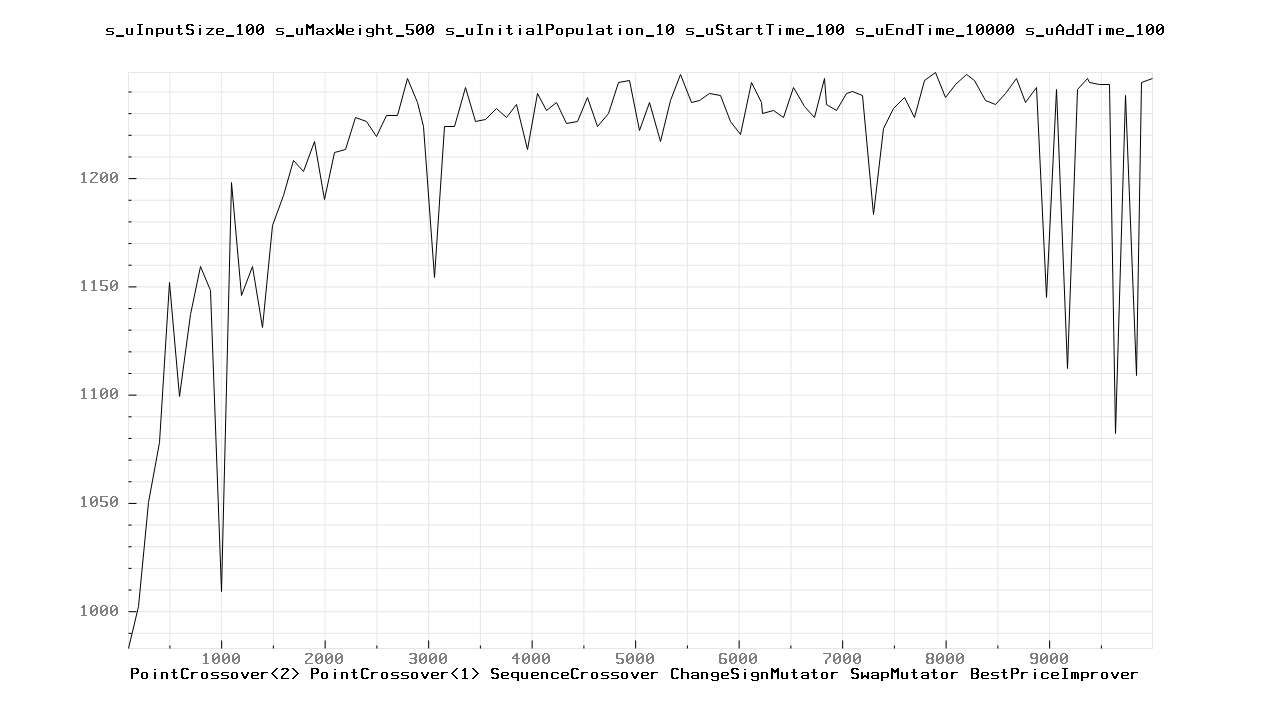 s_uInputSize_100 s_uMaxWeight_500 s_uInitialPopulation_10 s_uStartTime_100 s_uEndTime_10000 s_uAddTime_100
1200
1150
1100
1050
1000
1000 2000 3000 4000 5000 6000 7000 8000 9000
PointCrossover<2> PointCrossover<1> SequenceCrossover ChangeSignMutator SwapMutator BestPriceImprover